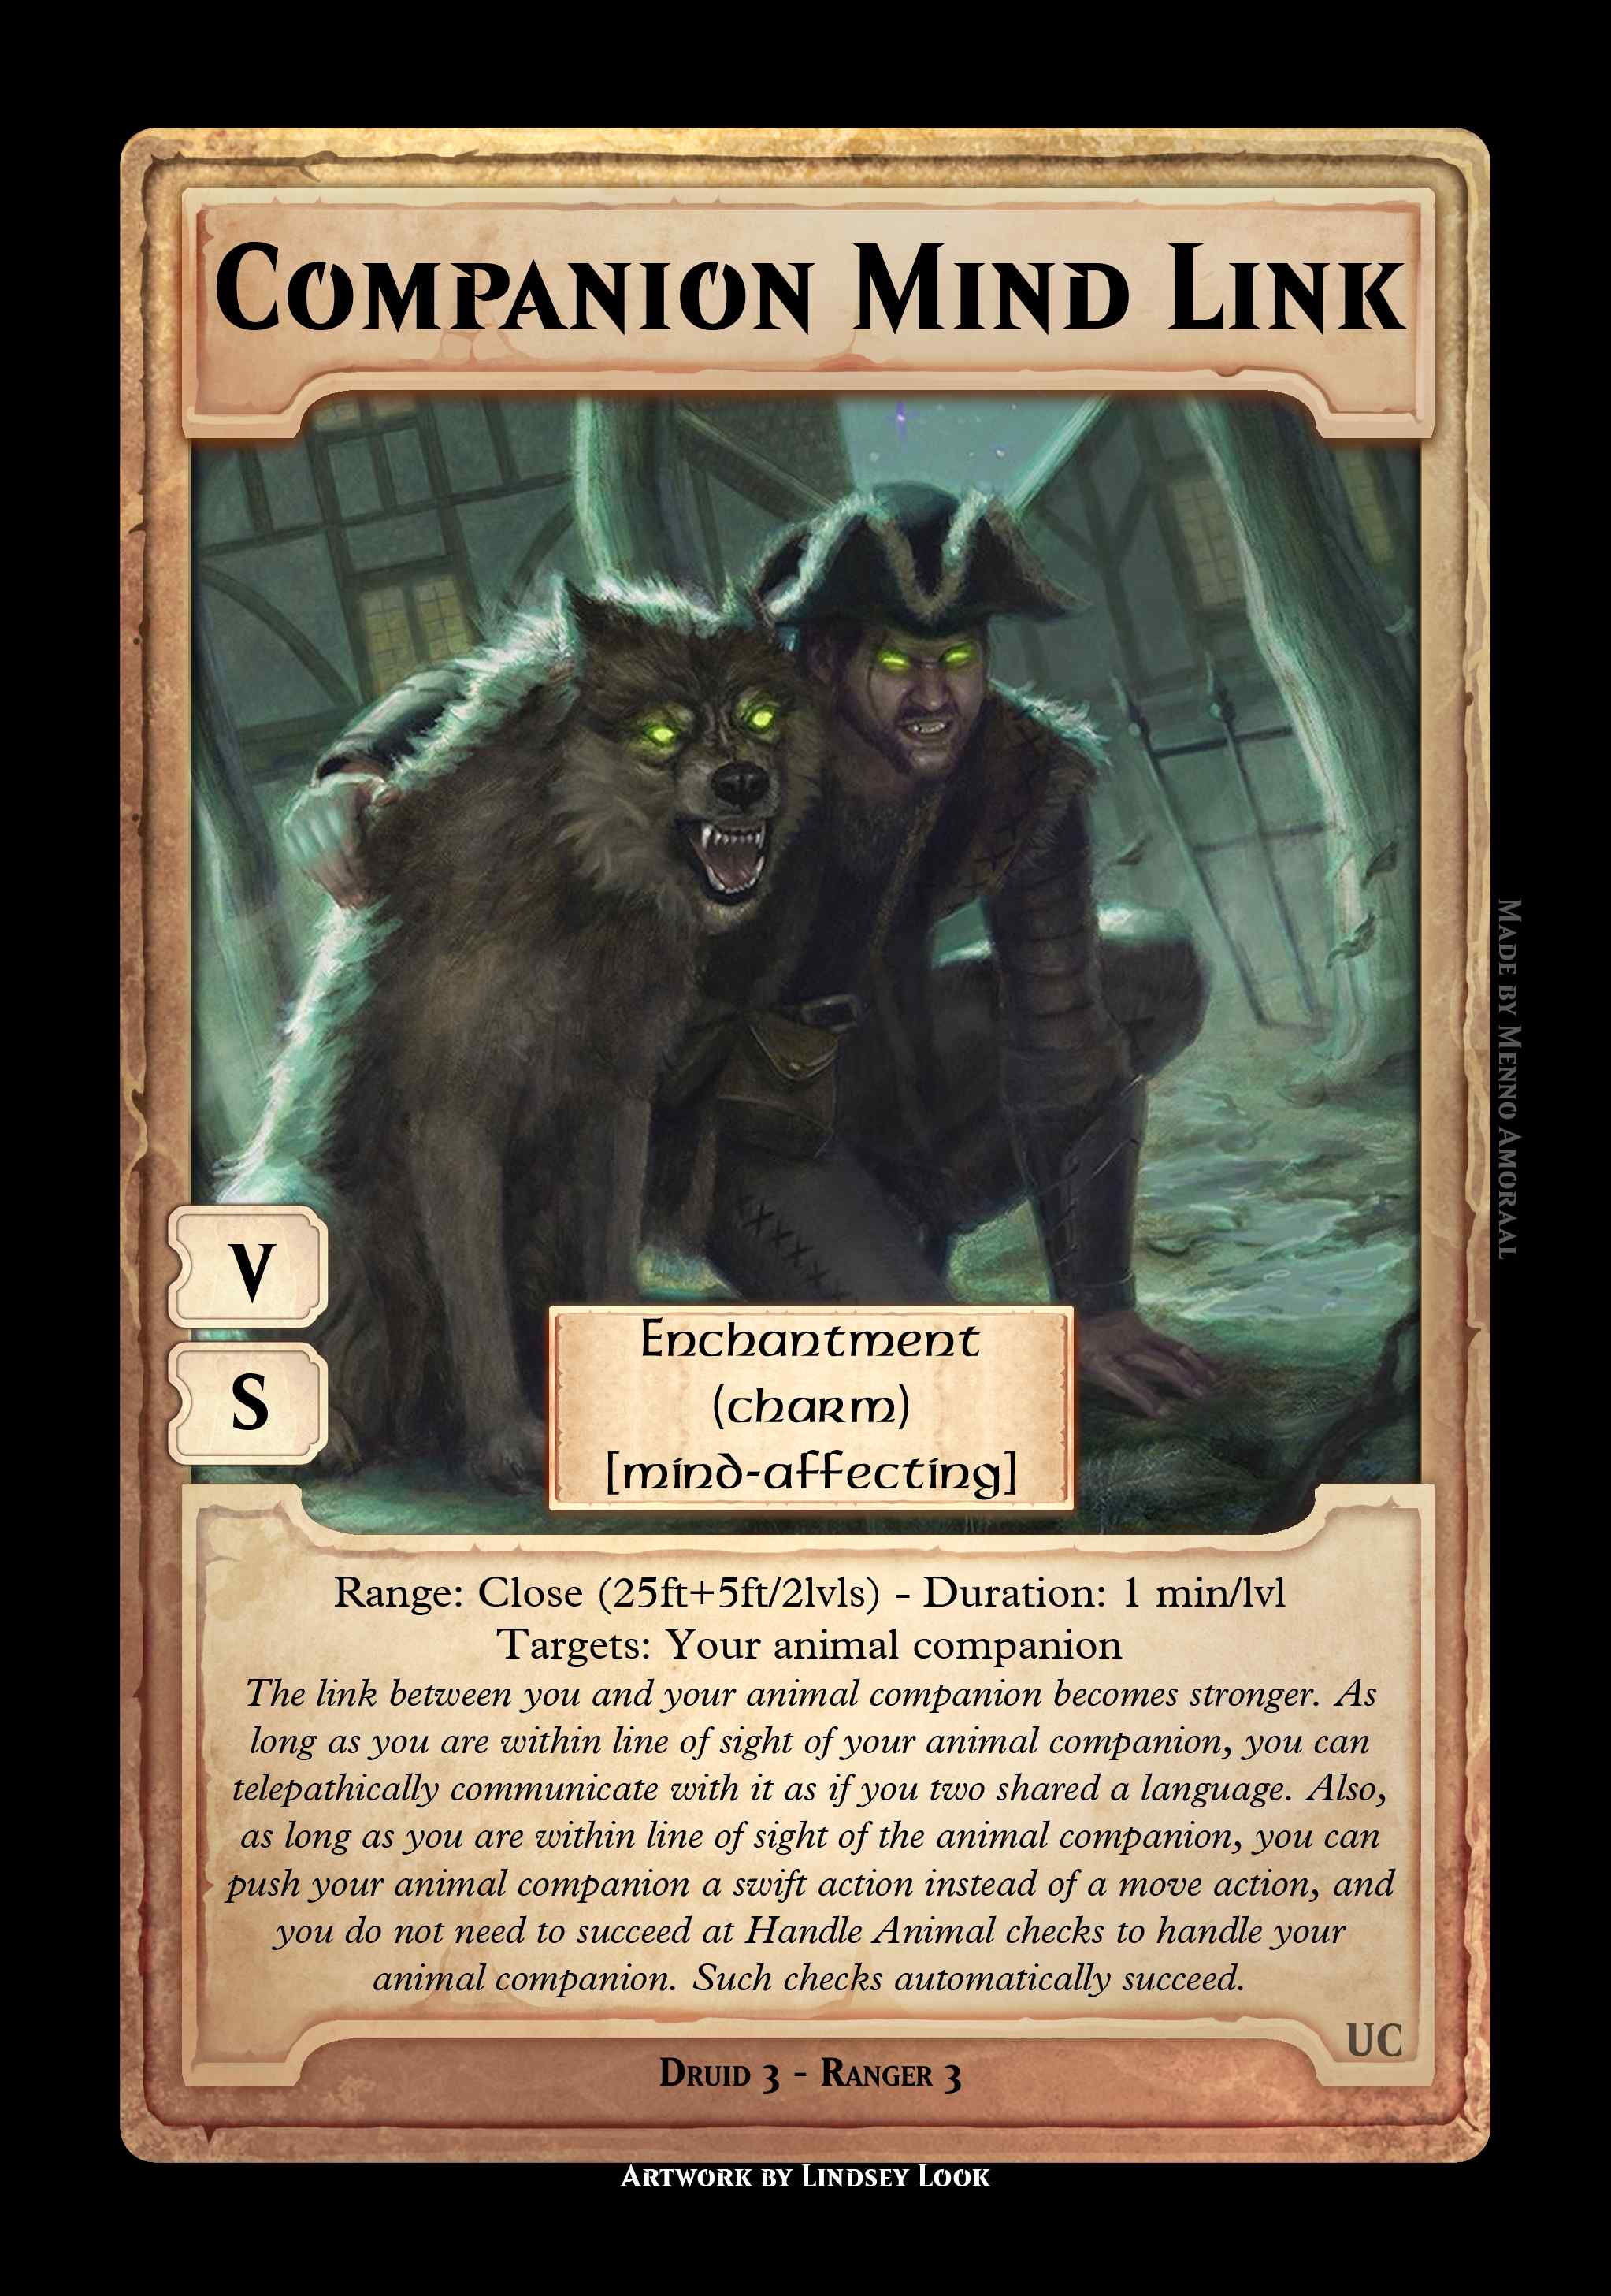 Companion Mind Link
V
S
Enchantment
(charm)
[mind-affecting]
Range: Close (25ft+5ft/2lvls) - Duration: 1 min/lvl
Targets: Your animal companion
The link between you and your animal companion becomes stronger. As
long as you are within line of sight of your animal companion, you can
telepathically communicate with it as if you two shared a language. Also,
as long as you are within line of sight of the animal companion, you can
push your animal companion a swift action instead of a move action, and
you do not need to succeed at Handle Animal checks to handle your
animal companion. Such checks automatically succeed.
UC
Druid 3 - Ranger 3
Artwork by Lindsey Look
Made by Menno Amoraal